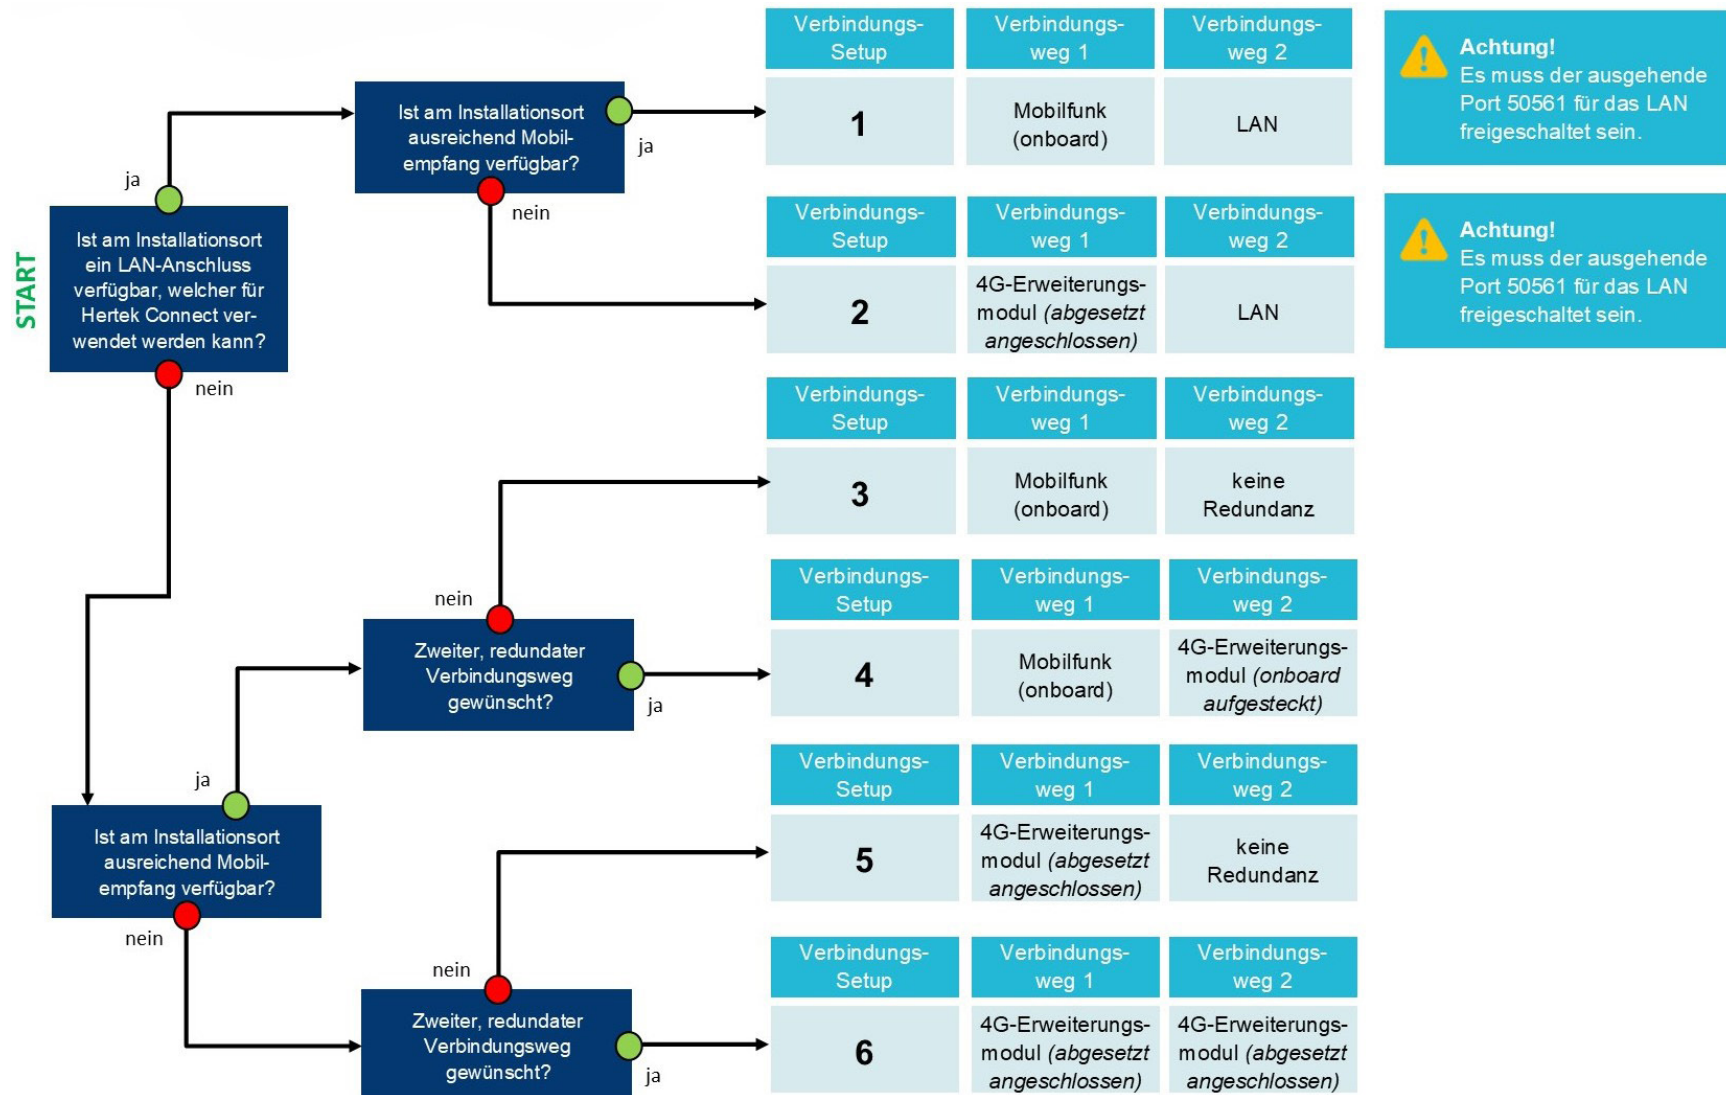 START
Ist am Installationsort
ein LAN-Anschluss
verfügbar, welcher für
Hertek Connect ver-
wendet werden kann?
ja
nein
Ist am Installationsort
ausreichend Mobil-
empfang verfügbar?
ja
nein
Verbindungs-
Setup
Verbindungs-
weg 1
Verbindungs-
weg 2
1
Mobilfunk
(onboard)
LAN
Achtung!
Es muss der ausgehende
Port 50561 für das LAN
freigeschaltet sein.
Verbindungs-
Setup
Verbindungs-
weg 1
Verbindungs-
weg 2
2
4G-Erweiterungs-
modul (abgesetzt
angeschlossen)
LAN
Achtung!
Es muss der ausgehende
Port 50561 für das LAN
freigeschaltet sein.
Verbindungs-
Setup
Verbindungs-
weg 1
Verbindungs-
weg 2
3
Mobilfunk
(onboard)
keine
Redundanz
nein
Zweiter, redundater
Verbindungsweg
gewünscht?
ja
Verbindungs-
Setup
Verbindungs-
weg 1
Verbindungs-
weg 2
4
Mobilfunk
(onboard)
4G-Erweiterungs-
modul (onboard
aufgesteckt)
ja
Ist am Installationsort
ausreichend Mobil-
empfang verfügbar?
nein
Verbindungs-
Setup
Verbindungs-
weg 1
Verbindungs-
weg 2
5
4G-Erweiterungs-
modul (abgesetzt
angeschlossen)
keine
Redundanz
nein
Zweiter, redundater
Verbindungsweg
gewünscht?
ja
Verbindungs-
Setup
Verbindungs-
weg 1
Verbindungs-
weg 2
6
4G-Erweiterungs-
modul (abgesetzt
angeschlossen)
4G-Erweiterungs-
modul (abgesetzt
angeschlossen)